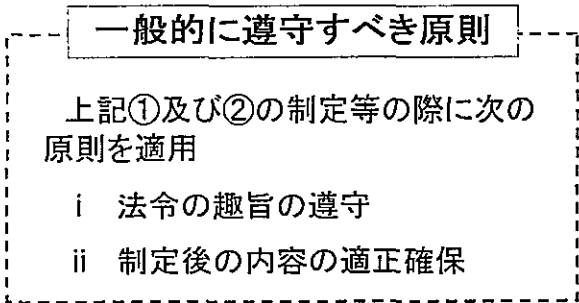 一般的に遵守すべき原則
上記①及び②の制定等の際に次の
原則を適用
ⅰ 法令の趣旨の遵守
ⅱ 制定後の内容の適正確保